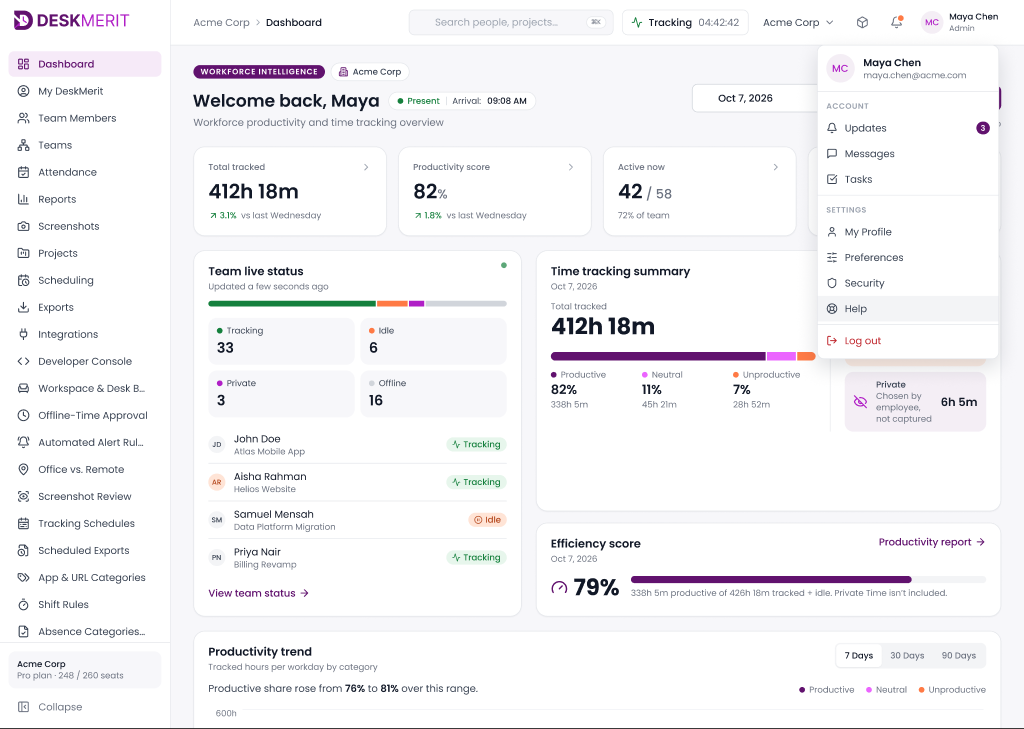 DESKMERIT
Acme Corp > Dashboard
Search people, projects... ⌘K
Tracking 04:42:42
Acme Corp
MC
Maya Chen
Admin
Dashboard
My DeskMerit
Team Members
Teams
Attendance
Reports
Screenshots
Projects
Scheduling
Exports
Integrations
Developer Console
Workspace & Desk B...
Offline-Time Approval
Automated Alert Rul...
Office vs. Remote
Screenshot Review
Tracking Schedules
Scheduled Exports
App & URL Categories
Shift Rules
Absence Categories...
Acme Corp
Pro plan · 248 / 260 seats
Collapse
WORKFORCE INTELLIGENCE
Acme Corp
Welcome back, Maya
Present | Arrival: 09:08 AM
Workforce productivity and time tracking overview
Oct 7, 2026
Total tracked
412h 18m
3.1% vs last Wednesday
Productivity score
82%
1.8% vs last Wednesday
Active now
42 / 58
72% of team
MC
Maya Chen
maya.chen@acme.com
ACCOUNT
Updates 3
Messages
Tasks
SETTINGS
My Profile
Preferences
Security
Help
Log out
Team live status
Updated a few seconds ago
Tracking
33
Idle
6
Private
3
Offline
16
JD
John Doe
Atlas Mobile App
Tracking
AR
Aisha Rahman
Helios Website
Tracking
SM
Samuel Mensah
Data Platform Migration
Idle
PN
Priya Nair
Billing Revamp
Tracking
View team status
Time tracking summary
Oct 7, 2026
Total tracked
412h 18m
Productive
82%
338h 5m
Neutral
11%
45h 21m
Unproductive
7%
28h 52m
Private
Chosen by
employee,
not captured
6h 5m
Efficiency score
Oct 7, 2026
Productivity report
79%
338h 5m productive of 426h 18m tracked + idle. Private Time isn't included.
Productivity trend
Tracked hours per workday by category
7 Days 30 Days 90 Days
Productive share rose from 76% to 81% over this range.
Productive Neutral Unproductive
600h